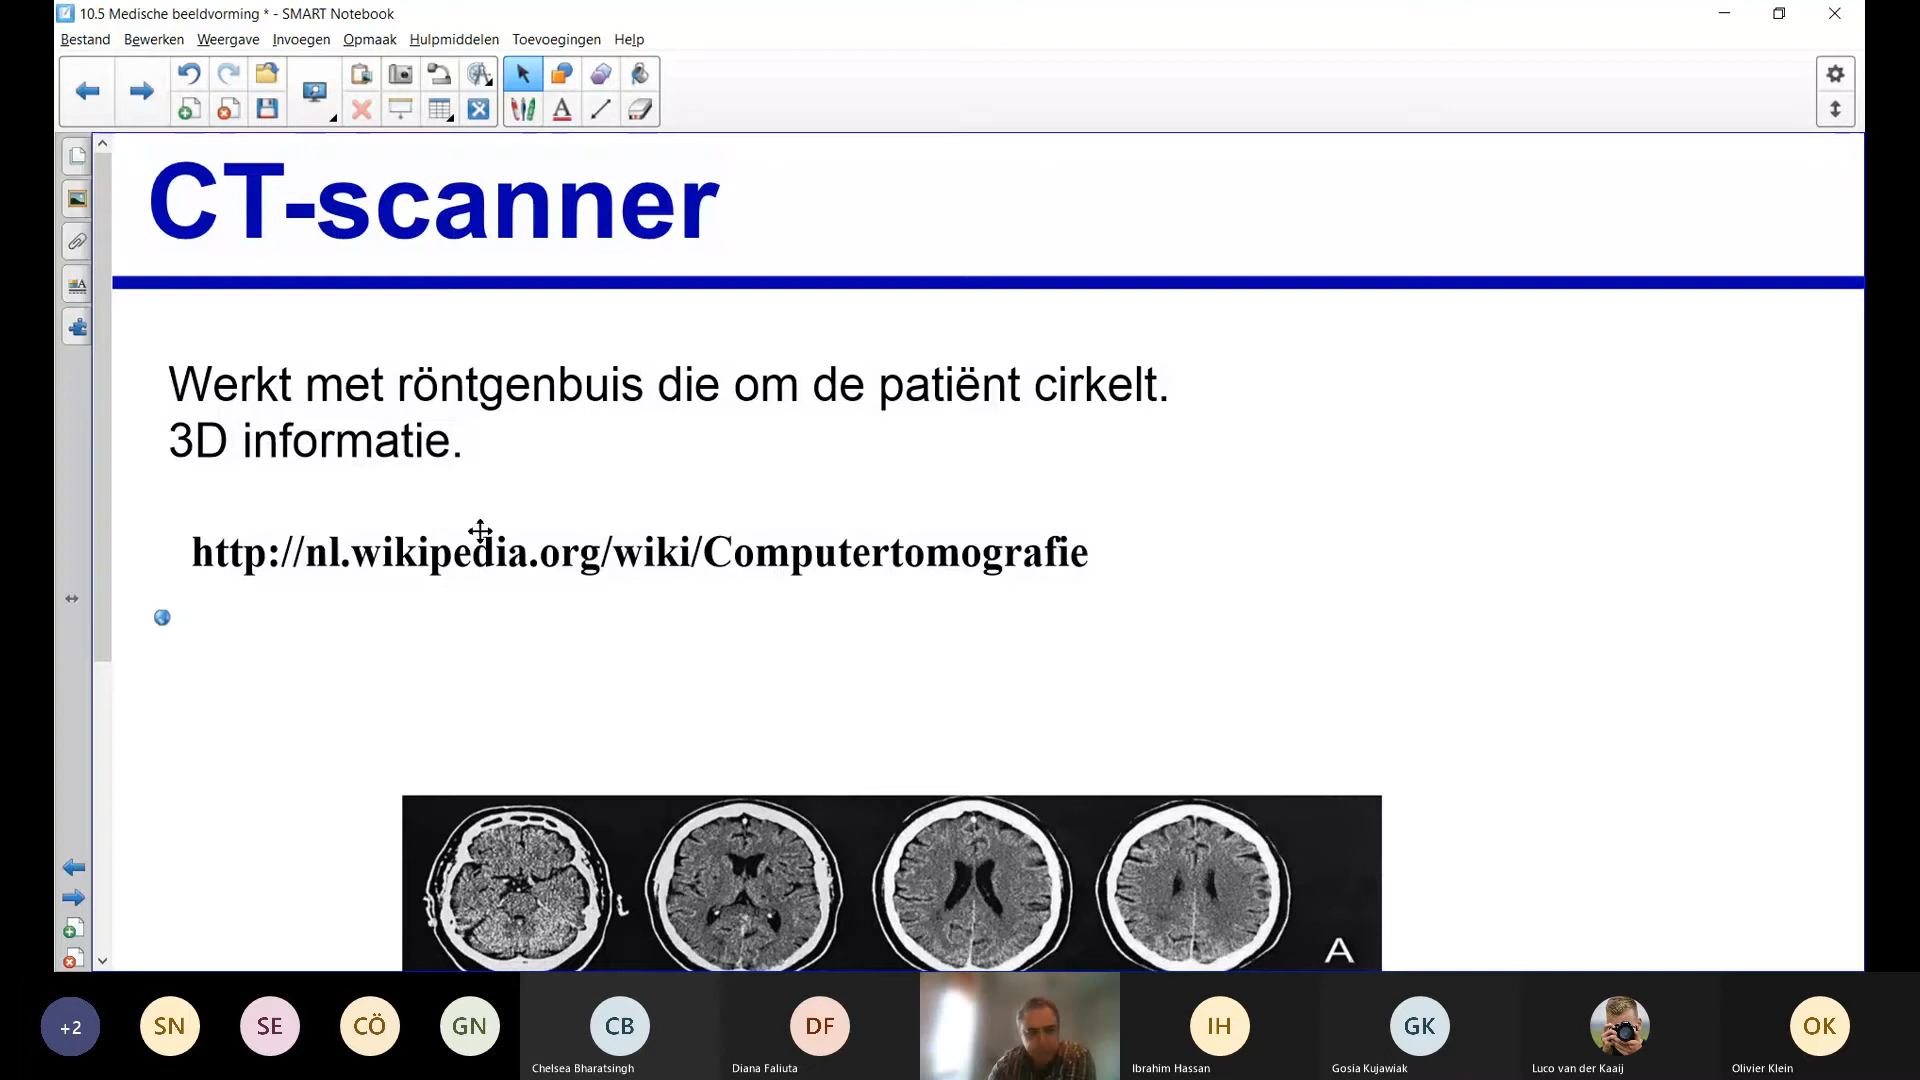 10.5 Medische beeldvorming * - SMART Notebook
Bestand Bewerken Weergave Invoegen Opmaak Hulpmiddelen Toevoegingen Help
CT-scanner
Werkt met röntgenbuis die om de patiënt cirkelt.
3D informatie.
http://nl.wikipedia.org/wiki/Computertomografie
L
A
+2 SN SE CÖ GN CB DF IH GK OK
Chelsea Bharatsingh Diana Faliuta Ibrahim Hassan Gosia Kujawiak Luco van der Kaaij Olivier Klein